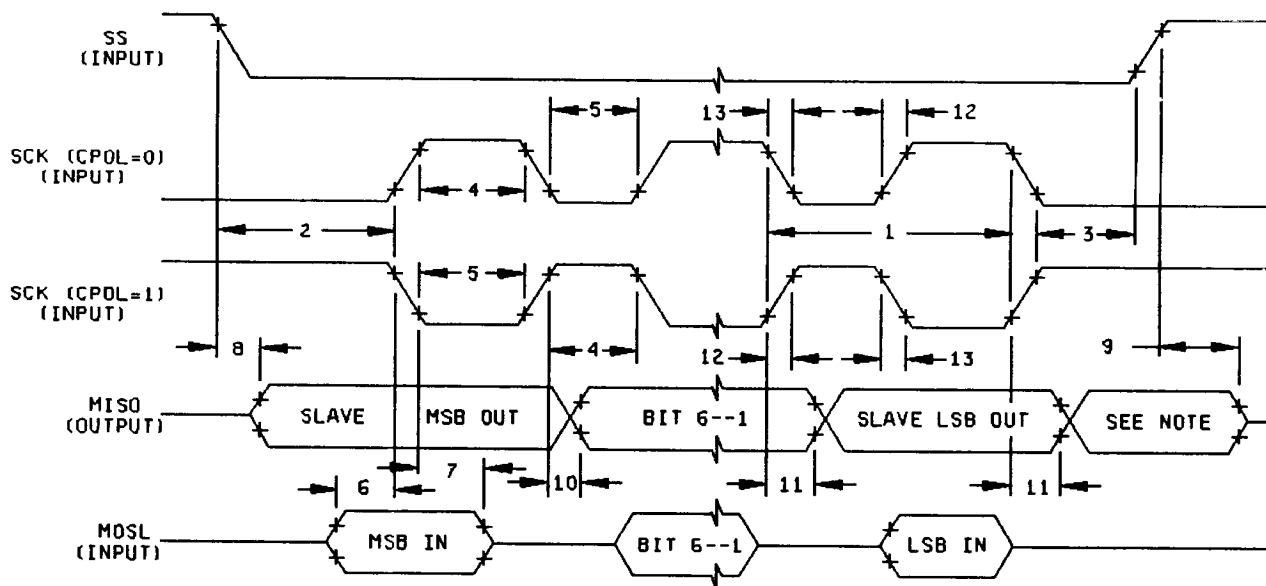 SS
(INPUT)
5
13
12
SCK (CPOL=0)
(INPUT)
4
2
1
3
SCK (CPOL=1)
(INPUT)
5
8
4
12
13
9
MISO
(OUTPUT)
SLAVE MSB OUT
BIT 6--1
SLAVE LSB OUT
SEE NOTE
6
7
10
11
11
MOSL
(INPUT)
MSB IN
BIT 6--1
LSB IN